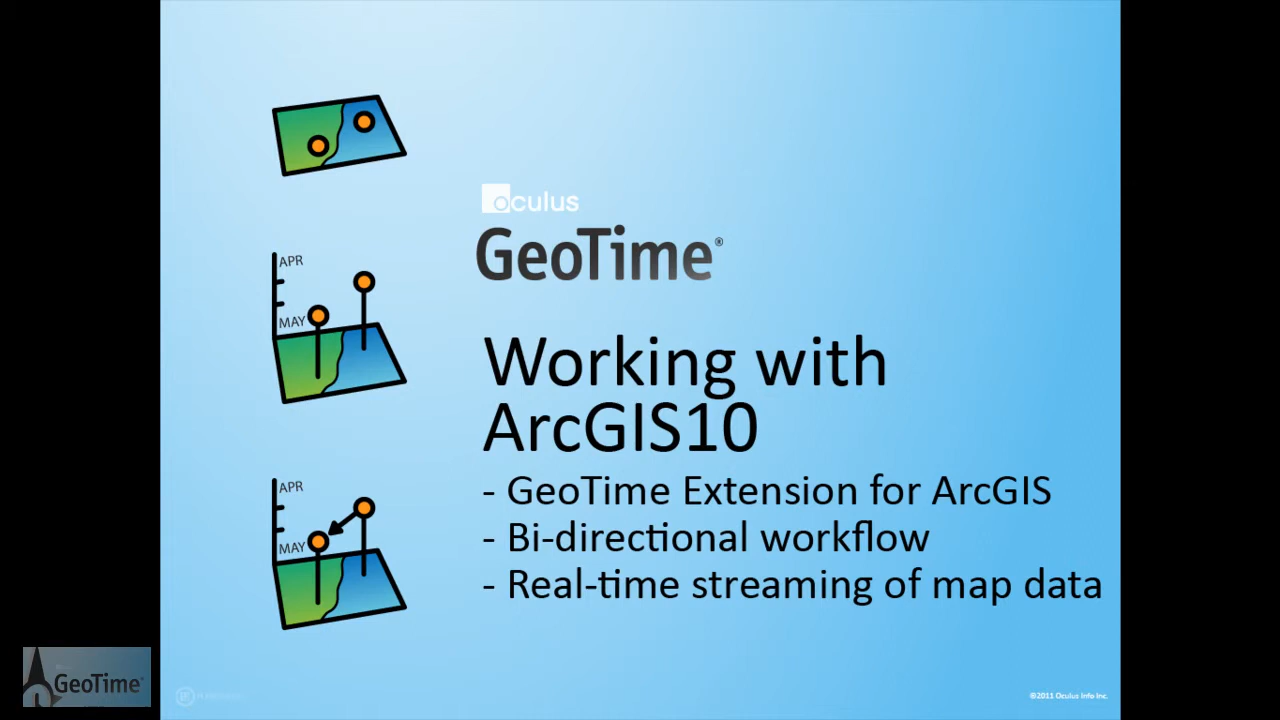 oculus
GeoTime®
APR
MAY
Working with
ArcGIS10
- GeoTime Extension for ArcGIS
- Bi-directional workflow
- Real-time streaming of map data
APR
MAY
GeoTime®
©2011 Oculus Info Inc.